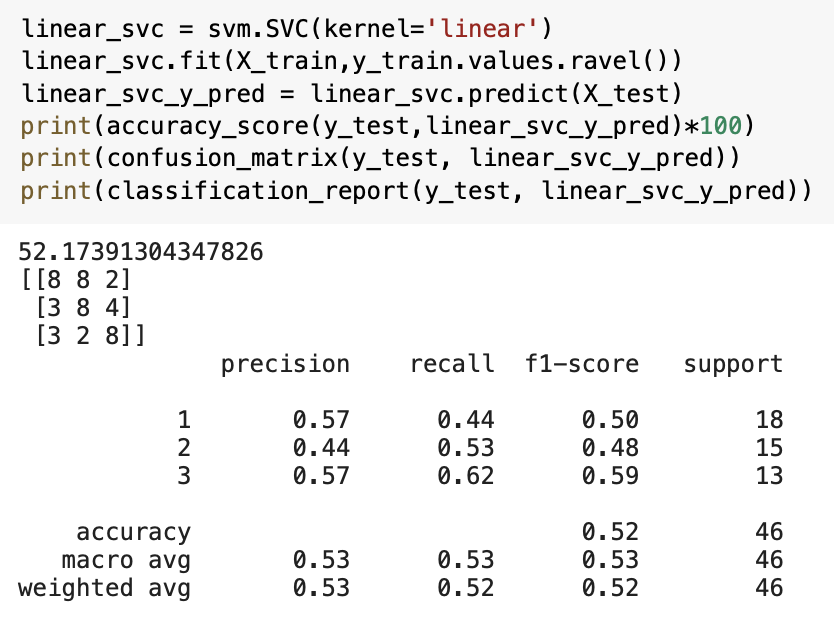 linear_svc = svm.SVC(kernel='linear')
linear_svc.fit(X_train,y_train.values.ravel())
linear_svc_y_pred = linear_svc.predict(X_test)
print(accuracy_score(y_test,linear_svc_y_pred)*100)
print(confusion_matrix(y_test, linear_svc_y_pred))
print(classification_report(y_test, linear_svc_y_pred))
52.17391304347826
[[8 8 2]
 [3 8 4]
 [3 2 8]]
              precision    recall  f1-score   support
           1       0.57      0.44      0.50        18
           2       0.44      0.53      0.48        15
           3       0.57      0.62      0.59        13
    accuracy                           0.52        46
   macro avg       0.53      0.53      0.53        46
weighted avg       0.53      0.52      0.52        46